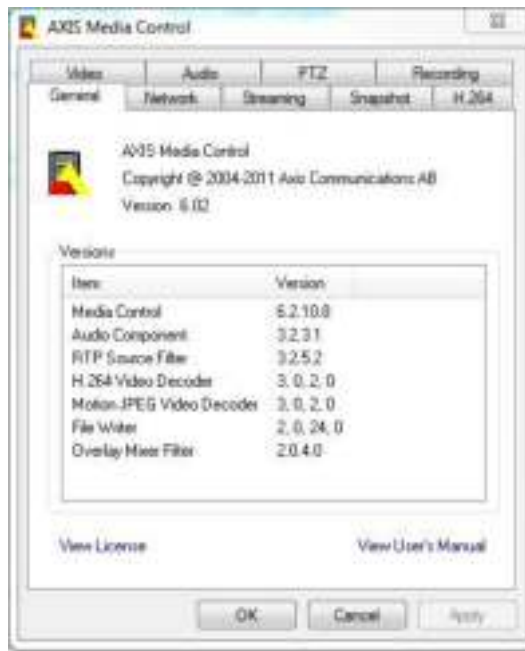 AXIS Media Control
Video Audio PTZ Recording
General Network Streaming Snapshot H.264
AXIS Media Control
Copyright @ 2004-2011 Axis Communications AB
Version 6.02
Versions
Item Version
Media Control 6.2.10.8
Audio Component 3.2.3.1
RTP Source Filter 3.2.5.2
H.264 Video Decoder 3, 0, 2, 0
Motion JPEG Video Decoder 3, 0, 2, 0
File Writer 2, 0, 24, 0
Overlay Mixer Filter 2.0.4.0
View License View User's Manual
OK Cancel Apply